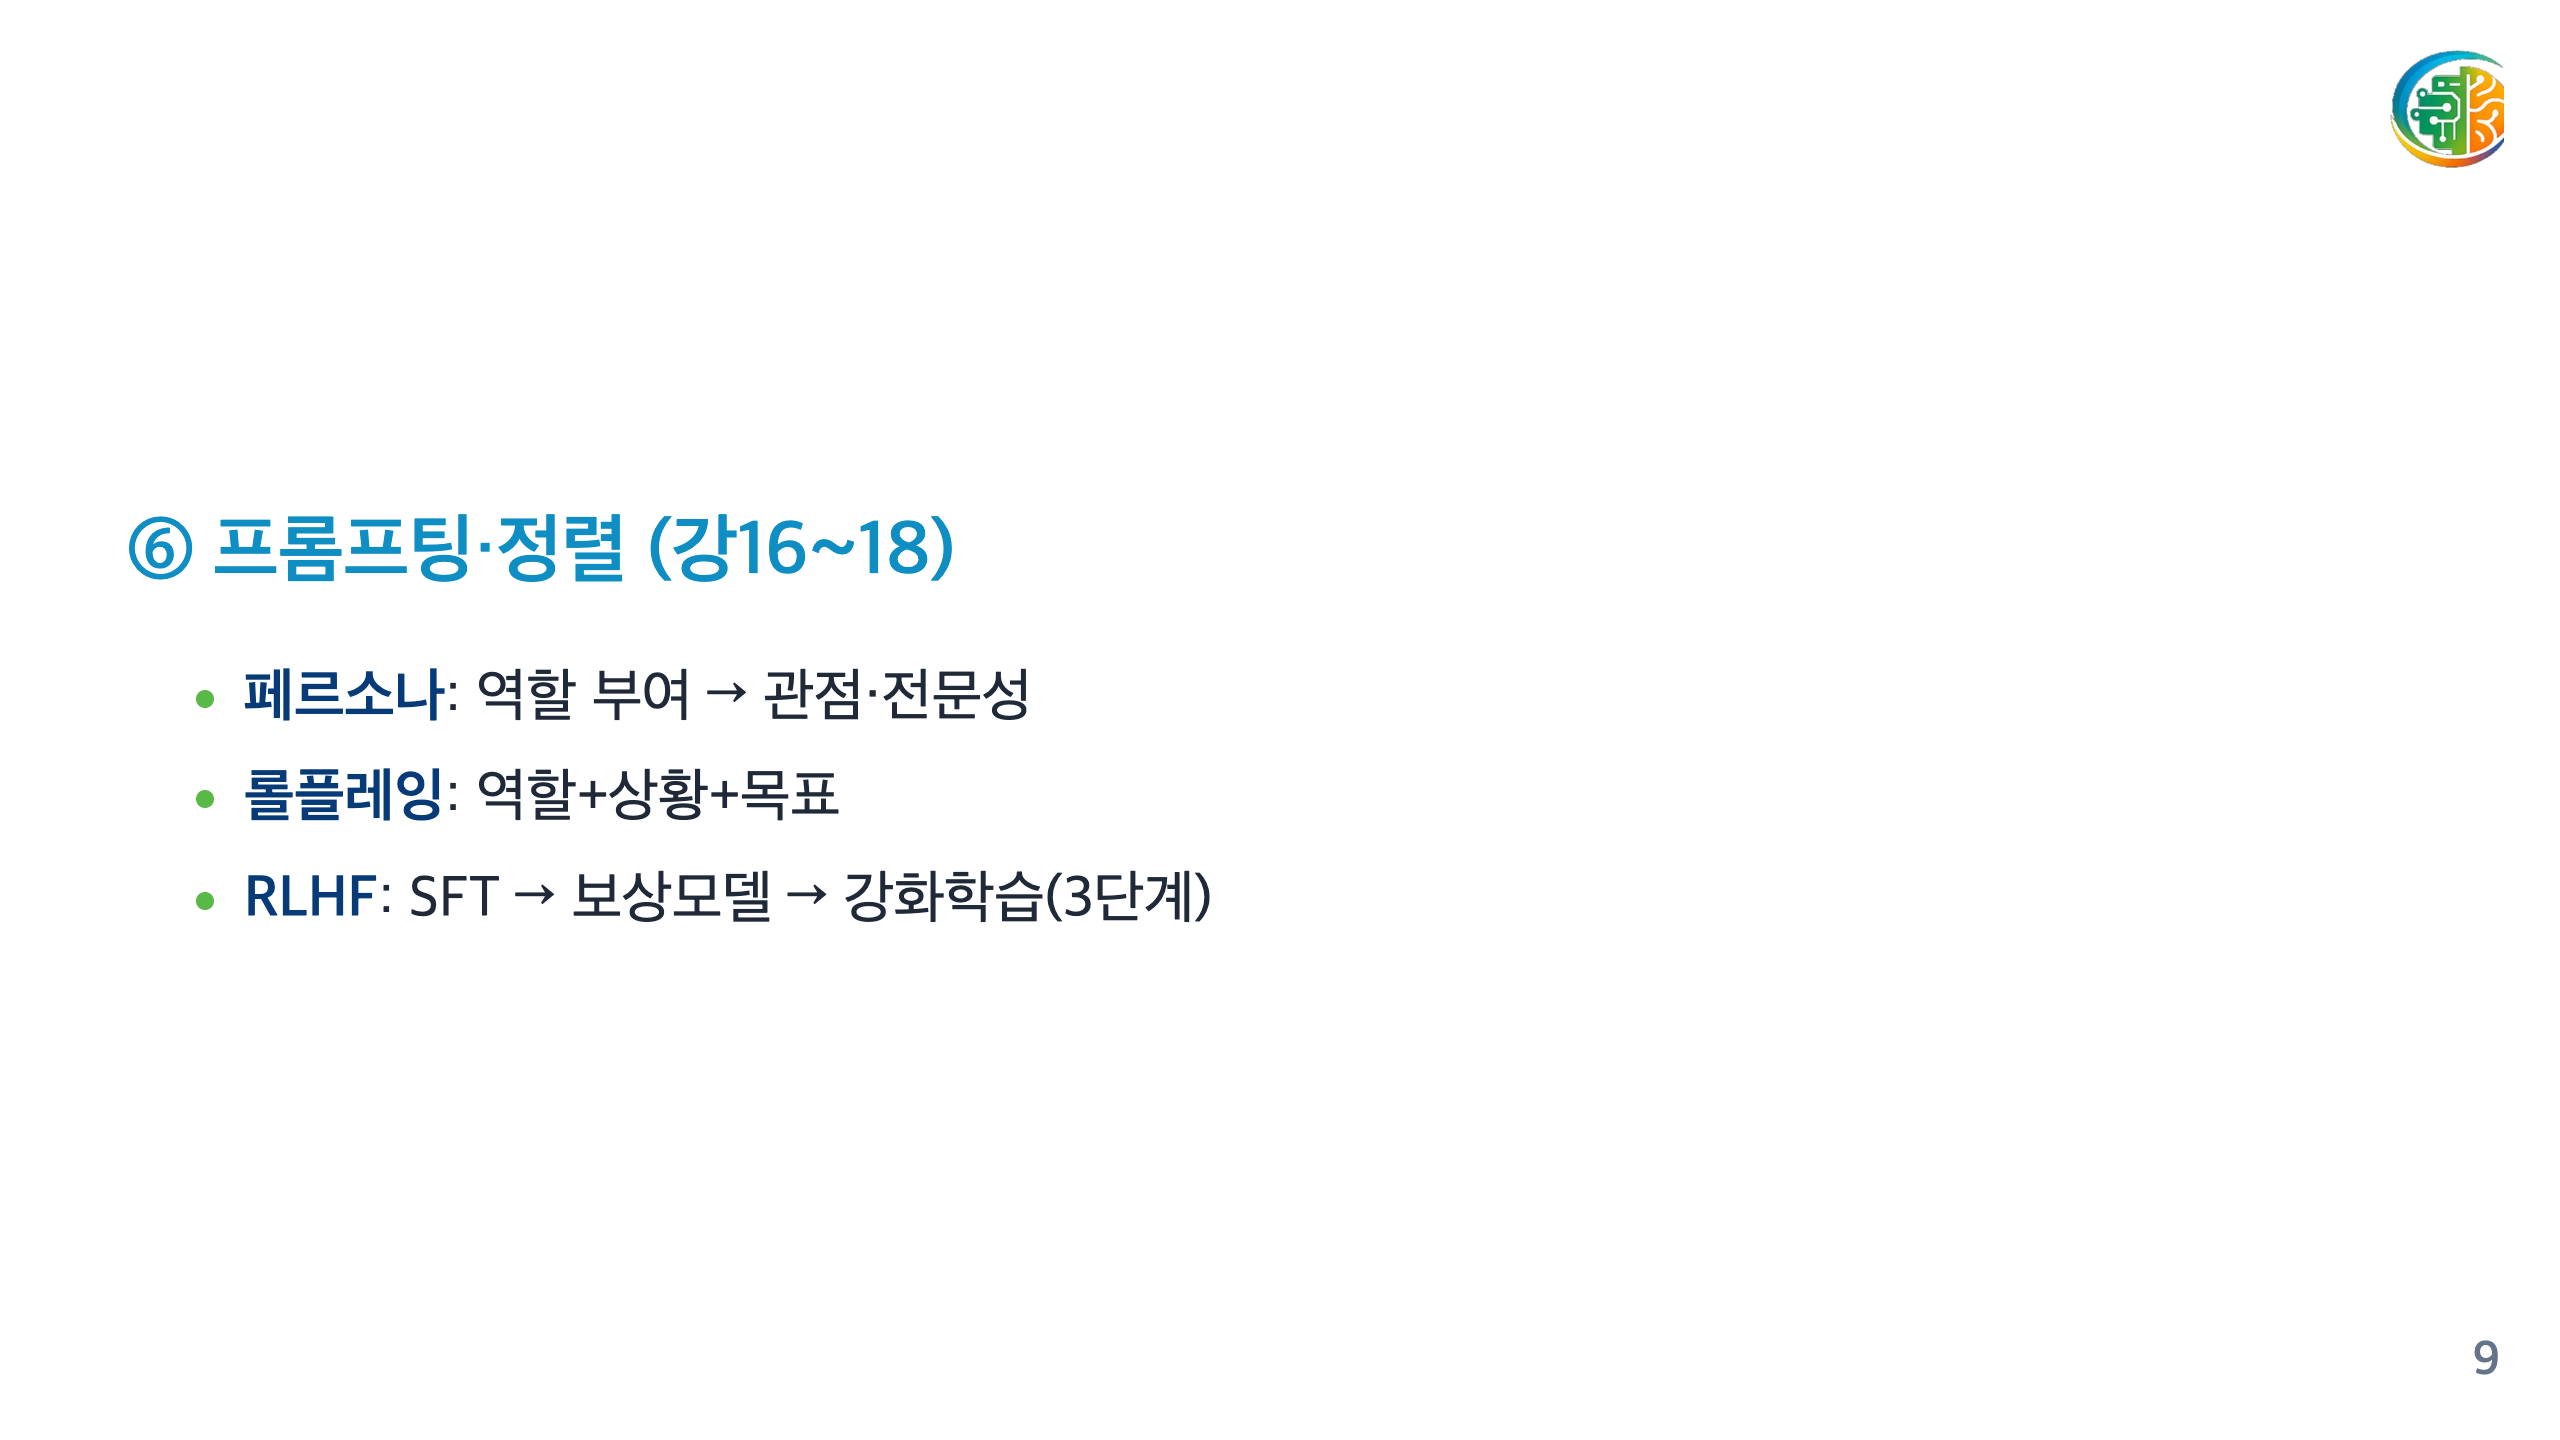 ⑥ 프롬프팅·정렬 (강16~18)
• 페르소나: 역할 부여 → 관점·전문성
• 롤플레잉: 역할+상황+목표
• RLHF: SFT → 보상모델 → 강화학습(3단계)
9